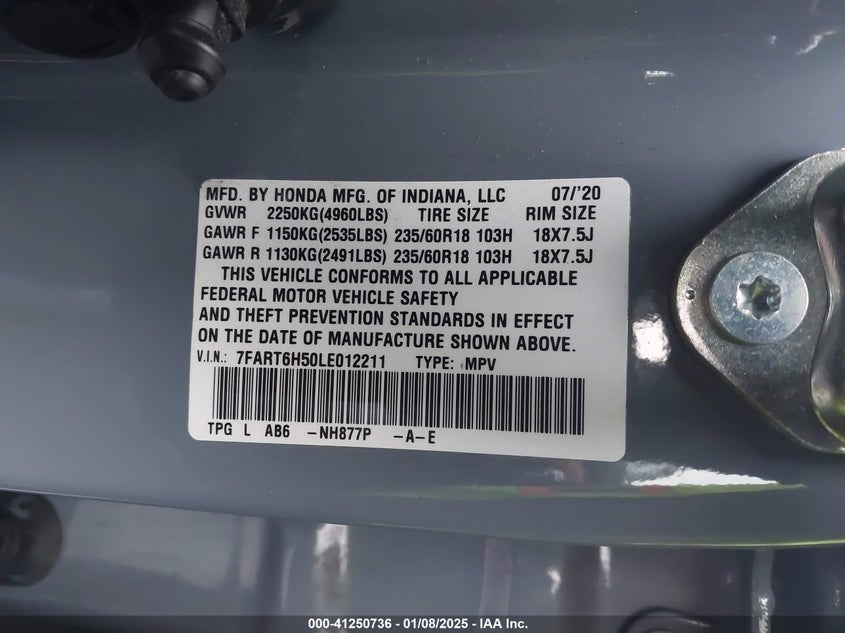 MFD. BY HONDA MFG. OF INDIANA, LLC 07/'20
GVWR 2250KG(4960LBS) TIRE SIZE RIM SIZE
GAWR F 1150KG(2535LBS) 235/60R18 103H 18X7.5J
GAWR R 1130KG(2491LBS) 235/60R18 103H 18X7.5J
THIS VEHICLE CONFORMS TO ALL APPLICABLE
FEDERAL MOTOR VEHICLE SAFETY
AND THEFT PREVENTION STANDARDS IN EFFECT
ON THE DATE OF MANUFACTURE SHOWN ABOVE.
V.I.N.: 7FART6H50LE012211 TYPE: MPV
TPG L AB6 -NH877P -A-E
000-41250736 - 01/08/2025 - IAA Inc.